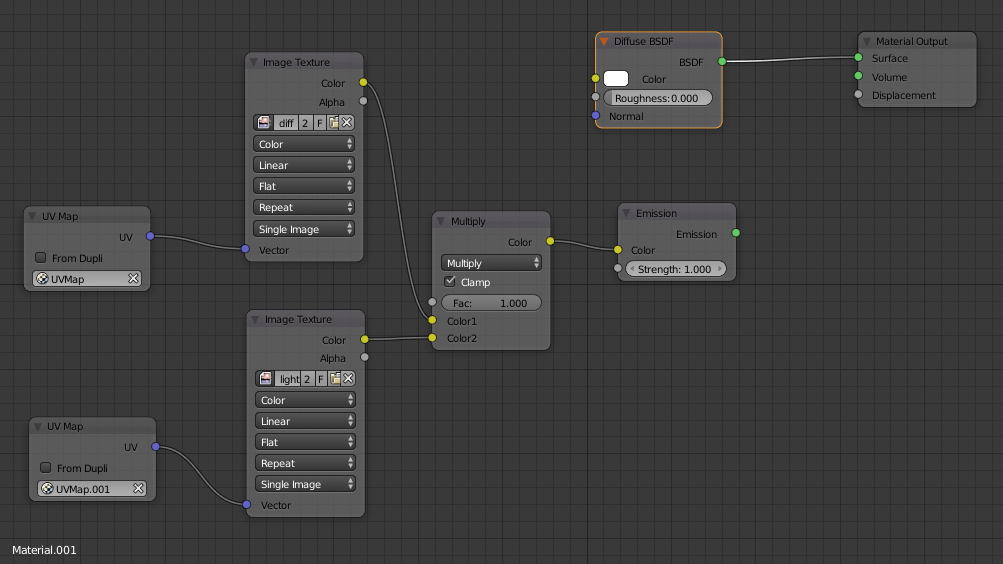 Image Texture
Color
Alpha
diff 2 F
Color
Linear
Flat
Repeat
Single Image
Vector
UV Map
UV
From Dupli
UVMap
Image Texture
Color
Alpha
light 2 F
Color
Linear
Flat
Repeat
Single Image
Vector
UV Map
UV
From Dupli
UVMap.001
Multiply
Color
Multiply
Clamp
Fac: 1.000
Color1
Color2
Diffuse BSDF
BSDF
Color
Roughness:0.000
Normal
Emission
Emission
Color
Strength: 1.000
Material Output
Surface
Volume
Displacement
Material.001